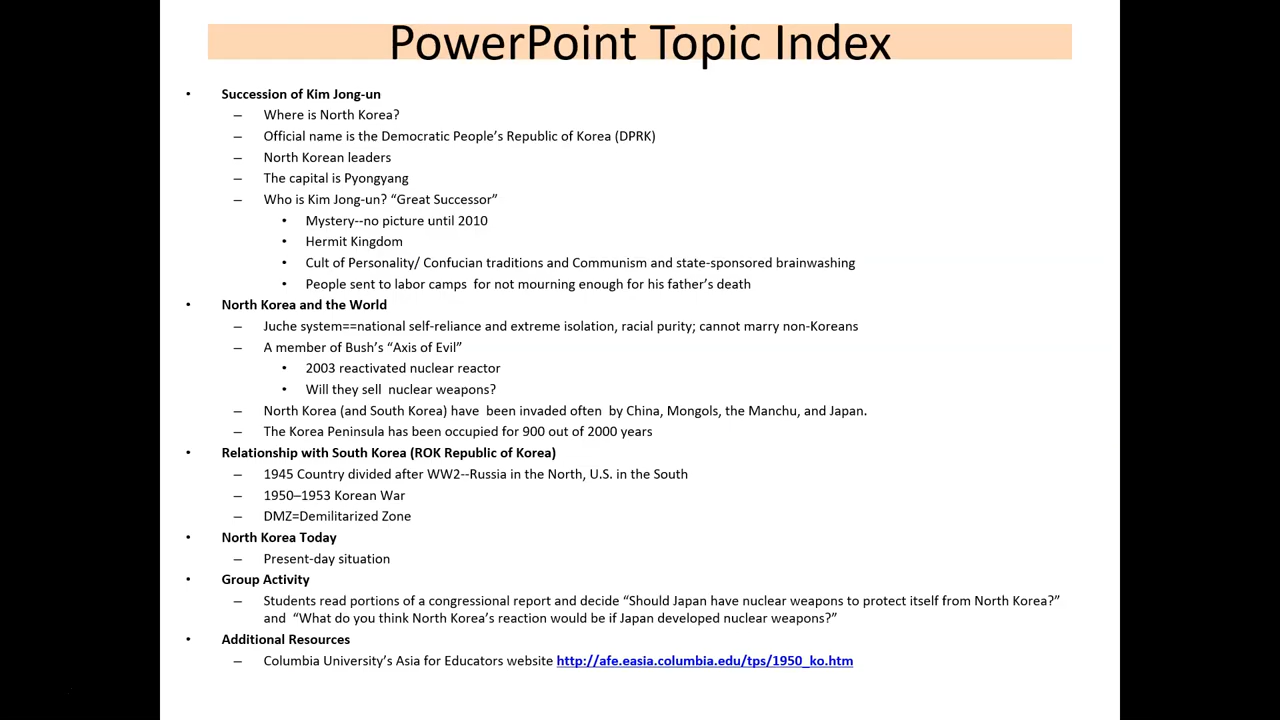 PowerPoint Topic Index
• Succession of Kim Jong-un
– Where is North Korea?
– Official name is the Democratic People’s Republic of Korea (DPRK)
– North Korean leaders
– The capital is Pyongyang
– Who is Kim Jong-un? “Great Successor”
• Mystery--no picture until 2010
• Hermit Kingdom
• Cult of Personality/ Confucian traditions and Communism and state-sponsored brainwashing
• People sent to labor camps  for not mourning enough for his father’s death
• North Korea and the World
– Juche system==national self-reliance and extreme isolation, racial purity; cannot marry non-Koreans
– A member of Bush’s “Axis of Evil”
• 2003 reactivated nuclear reactor
• Will they sell  nuclear weapons?
– North Korea (and South Korea) have  been invaded often  by China, Mongols, the Manchu, and Japan.
– The Korea Peninsula has been occupied for 900 out of 2000 years
• Relationship with South Korea (ROK Republic of Korea)
– 1945 Country divided after WW2--Russia in the North, U.S. in the South
– 1950–1953 Korean War
– DMZ=Demilitarized Zone
• North Korea Today
– Present-day situation
• Group Activity
– Students read portions of a congressional report and decide “Should Japan have nuclear weapons to protect itself from North Korea?”
and  “What do you think North Korea’s reaction would be if Japan developed nuclear weapons?”
• Additional Resources
– Columbia University’s Asia for Educators website http://afe.easia.columbia.edu/tps/1950_ko.htm